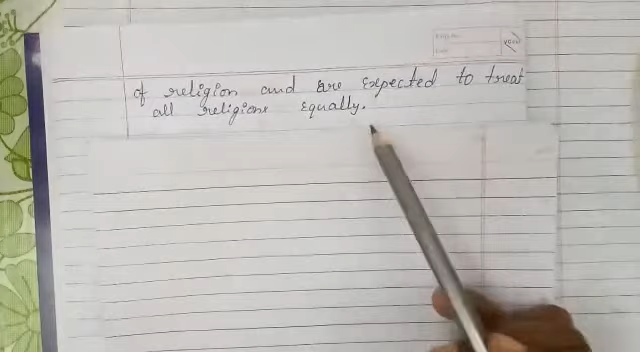 of religion and are expected to treat
all religions equally.